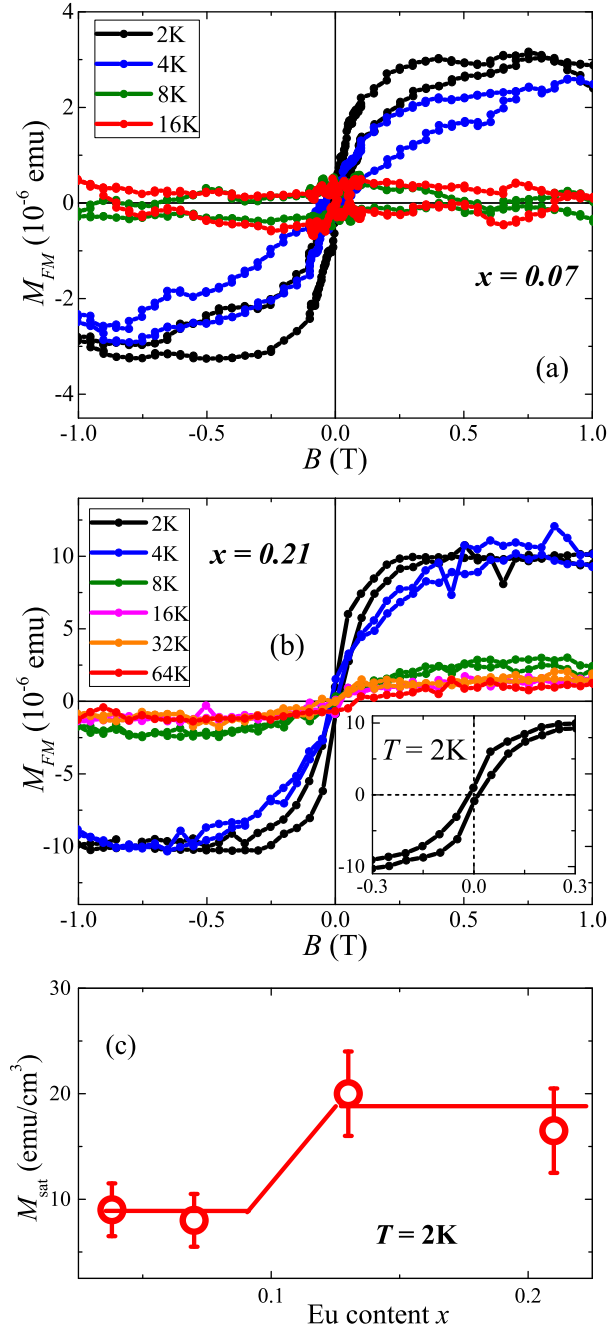 4
2
0
-2
-4
M_FM (10^-6 emu)
2K
4K
8K
16K
x = 0.07
(a)
-1.0 -0.5 0.0 0.5 1.0
B (T)
10
5
0
-5
-10
M_FM (10^-6 emu)
2K
4K
8K
16K
32K
64K
x = 0.21
(b)
T = 2K
10
0
-10
-0.3 0.0 0.3
-1.0 -0.5 0.0 0.5 1.0
B (T)
30
20
10
M_sat (emu/cm^3)
(c)
T = 2K
0.1 0.2
Eu content x